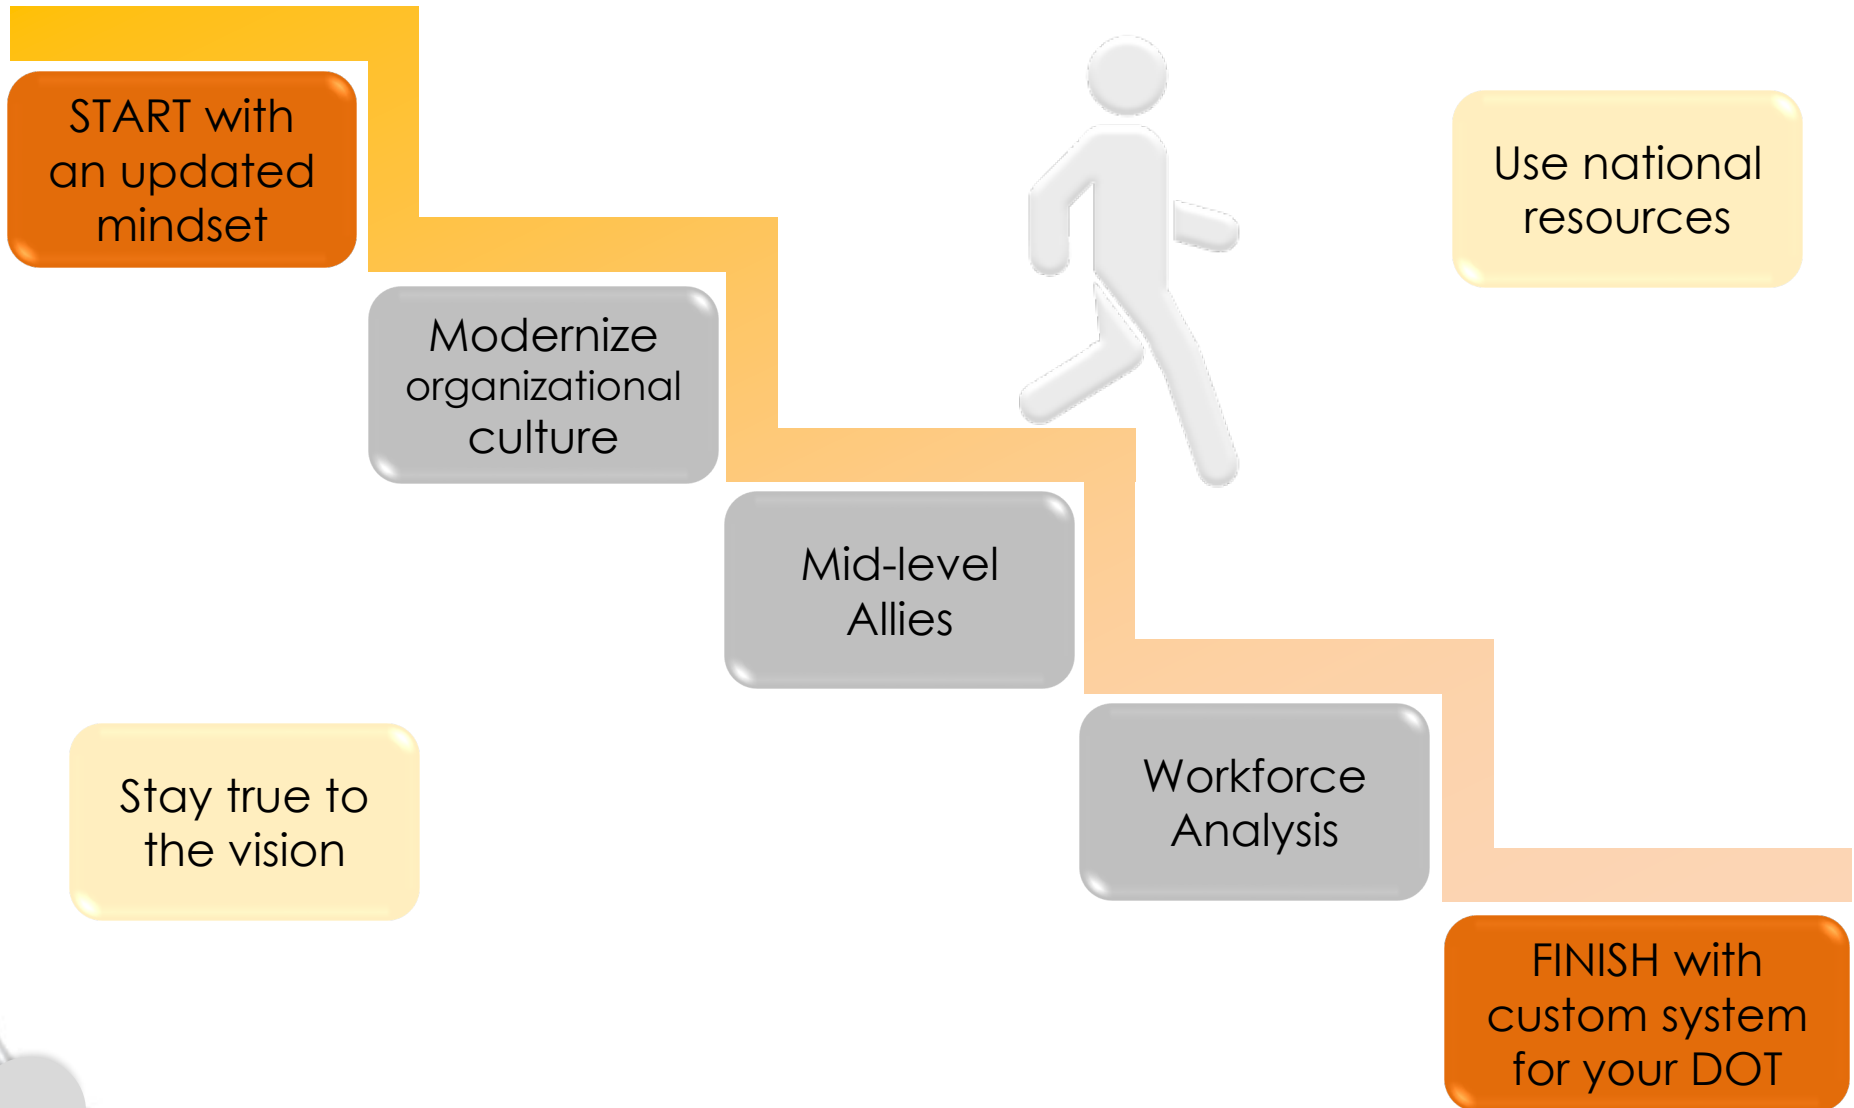 START with
an updated
mindset
Use national
resources
Modernize
organizational
culture
Mid-level
Allies
Stay true to
the vision
Workforce
Analysis
FINISH with
custom system
for your DOT